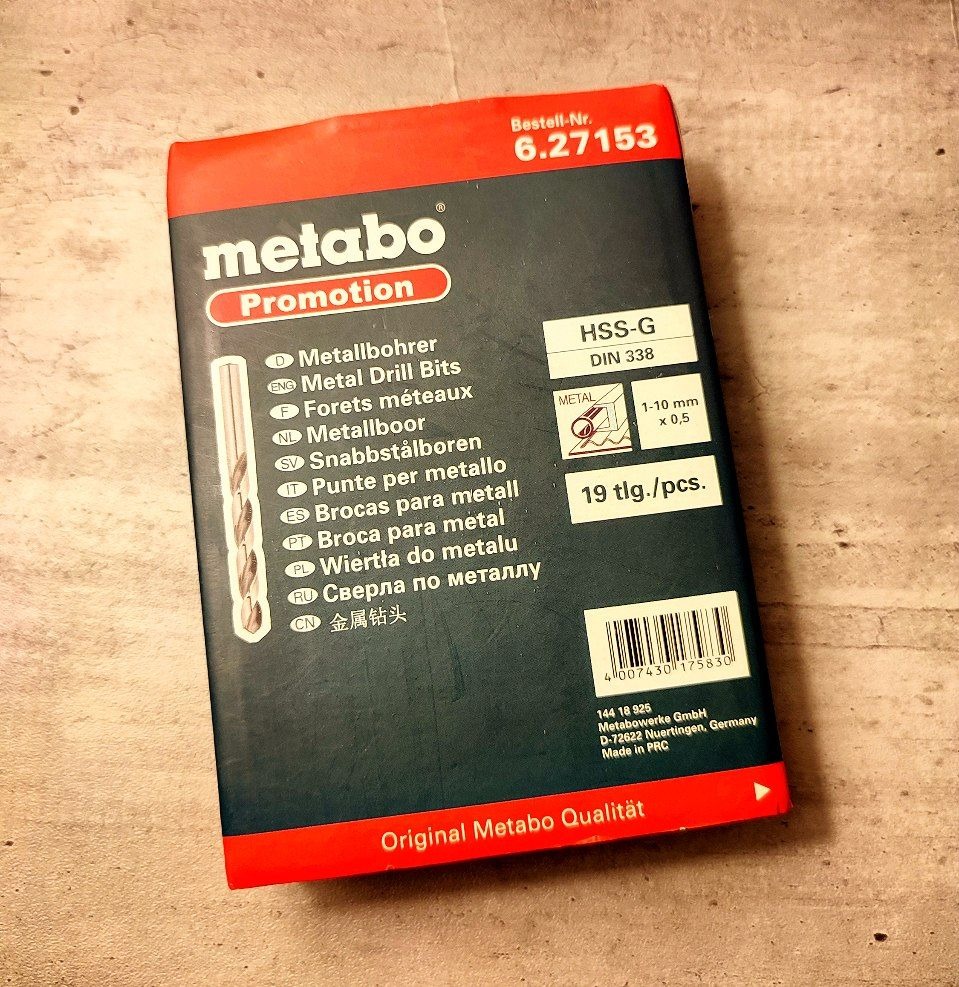 Bestell-Nr.
6.27153
metabo®
Promotion
D Metallbohrer
ENG Metal Drill Bits
F Forets méteaux
NL Metallboor
SV Snabbstålboren
IT Punte per metallo
ES Brocas para metall
PT Broca para metal
PL Wiertła do metalu
RU Сверла по металлу
CN 金属钻头
HSS-G
DIN 338
METAL
1-10 mm
x 0,5
19 tlg./pcs.
4 007430 175830
144 18 925
Metabowerke GmbH
D-72622 Nuertingen, Germany
Made in PRC
Original Metabo Qualität